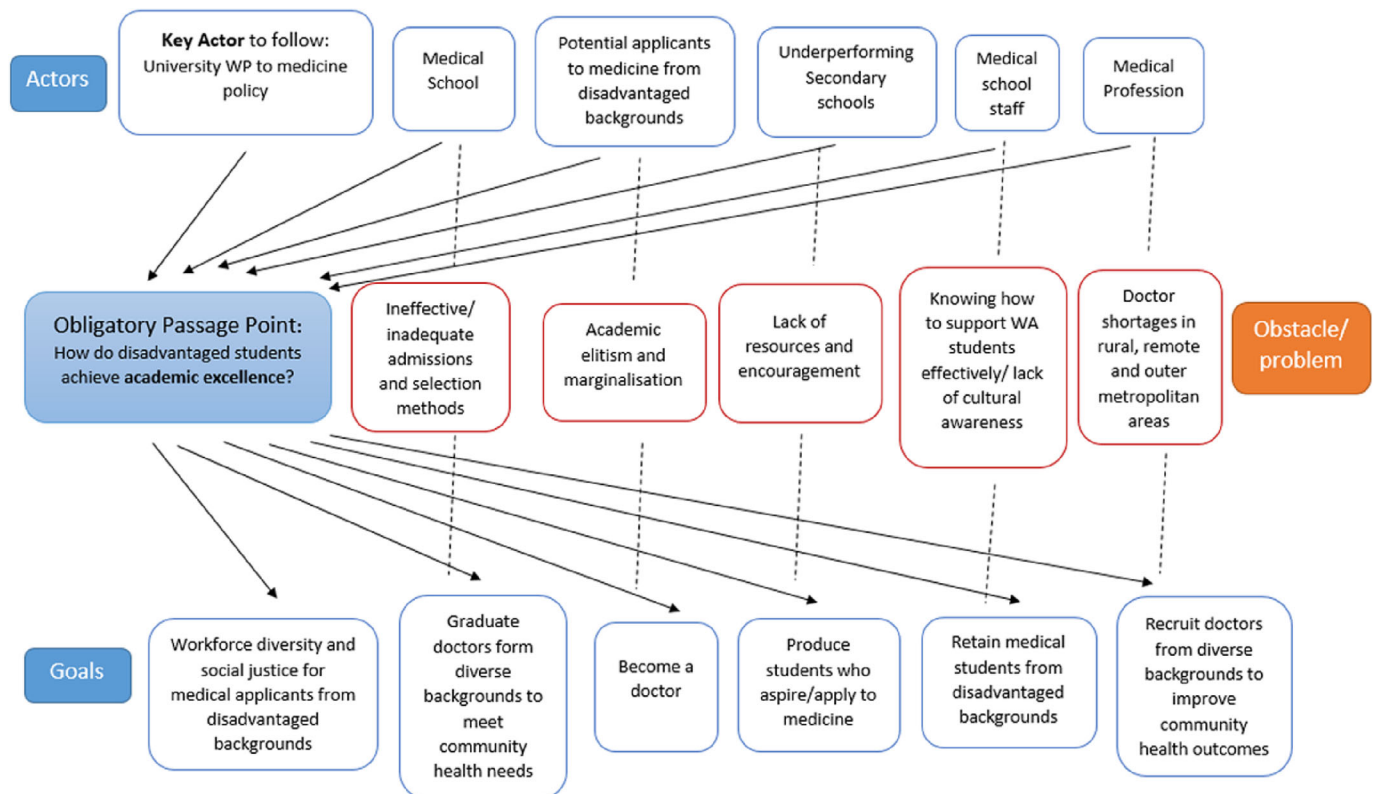 Actors
Key Actor to follow:
University WP to medicine
policy
Medical
School
Potential applicants
to medicine from
disadvantaged
backgrounds
Underperforming
Secondary
schools
Medical
school
staff
Medical
Profession
Obligatory Passage Point:
How do disadvantaged students
achieve academic excellence?
Ineffective/
inadequate
admissions
and selection
methods
Academic
elitism and
marginalisation
Lack of
resources and
encouragement
Knowing how
to support WA
students
effectively/ lack
of cultural
awareness
Doctor
shortages in
rural, remote
and outer
metropolitan
areas
Obstacle/
problem
Goals
Workforce diversity and
social justice for
medical applicants from
disadvantaged
backgrounds
Graduate
doctors form
diverse
backgrounds to
meet
community
health needs
Become a
doctor
Produce
students who
aspire/apply to
medicine
Retain medical
students from
disadvantaged
backgrounds
Recruit doctors
from diverse
backgrounds to
improve
community
health outcomes